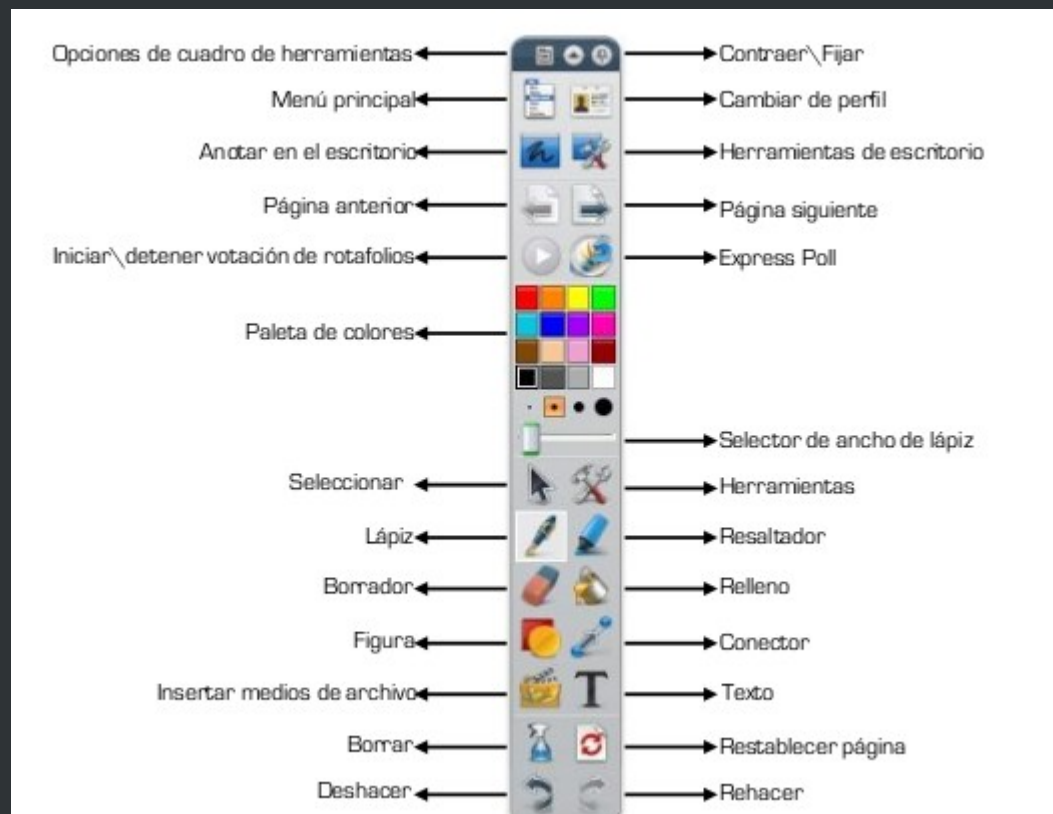 Opciones de cuadro de herramientas
Contraer\Fijar
Menú principal
Cambiar de perfil
Anotar en el escritorio
Herramientas de escritorio
Página anterior
Página siguiente
Iniciar\detener votación de rotafolios
Express Poll
Paleta de colores
Selector de ancho de lápiz
Seleccionar
Herramientas
Lápiz
Resaltador
Borrador
Relleno
Figura
Conector
Insertar medios de archivo
T
Texto
Borrar
Restablecer página
Deshacer
Rehacer